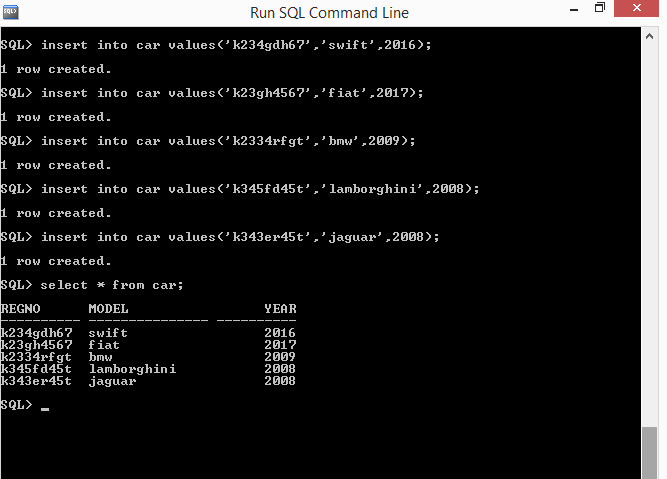 Run SQL Command Line
SQL> insert into car values('k234gdh67','swift',2016);
1 row created.
SQL> insert into car values('k23gh4567','fiat',2017);
1 row created.
SQL> insert into car values('k2334rfgt','bmw',2009);
1 row created.
SQL> insert into car values('k345fd45t','lamborghini',2008);
1 row created.
SQL> insert into car values('k343er45t','jaguar',2008);
1 row created.
SQL> select * from car;
REGNO      MODEL                 YEAR
---------- --------------- ----------
k234gdh67  swift                 2016
k23gh4567  fiat                  2017
k2334rfgt  bmw                   2009
k345fd45t  lamborghini           2008
k343er45t  jaguar                2008
SQL> _